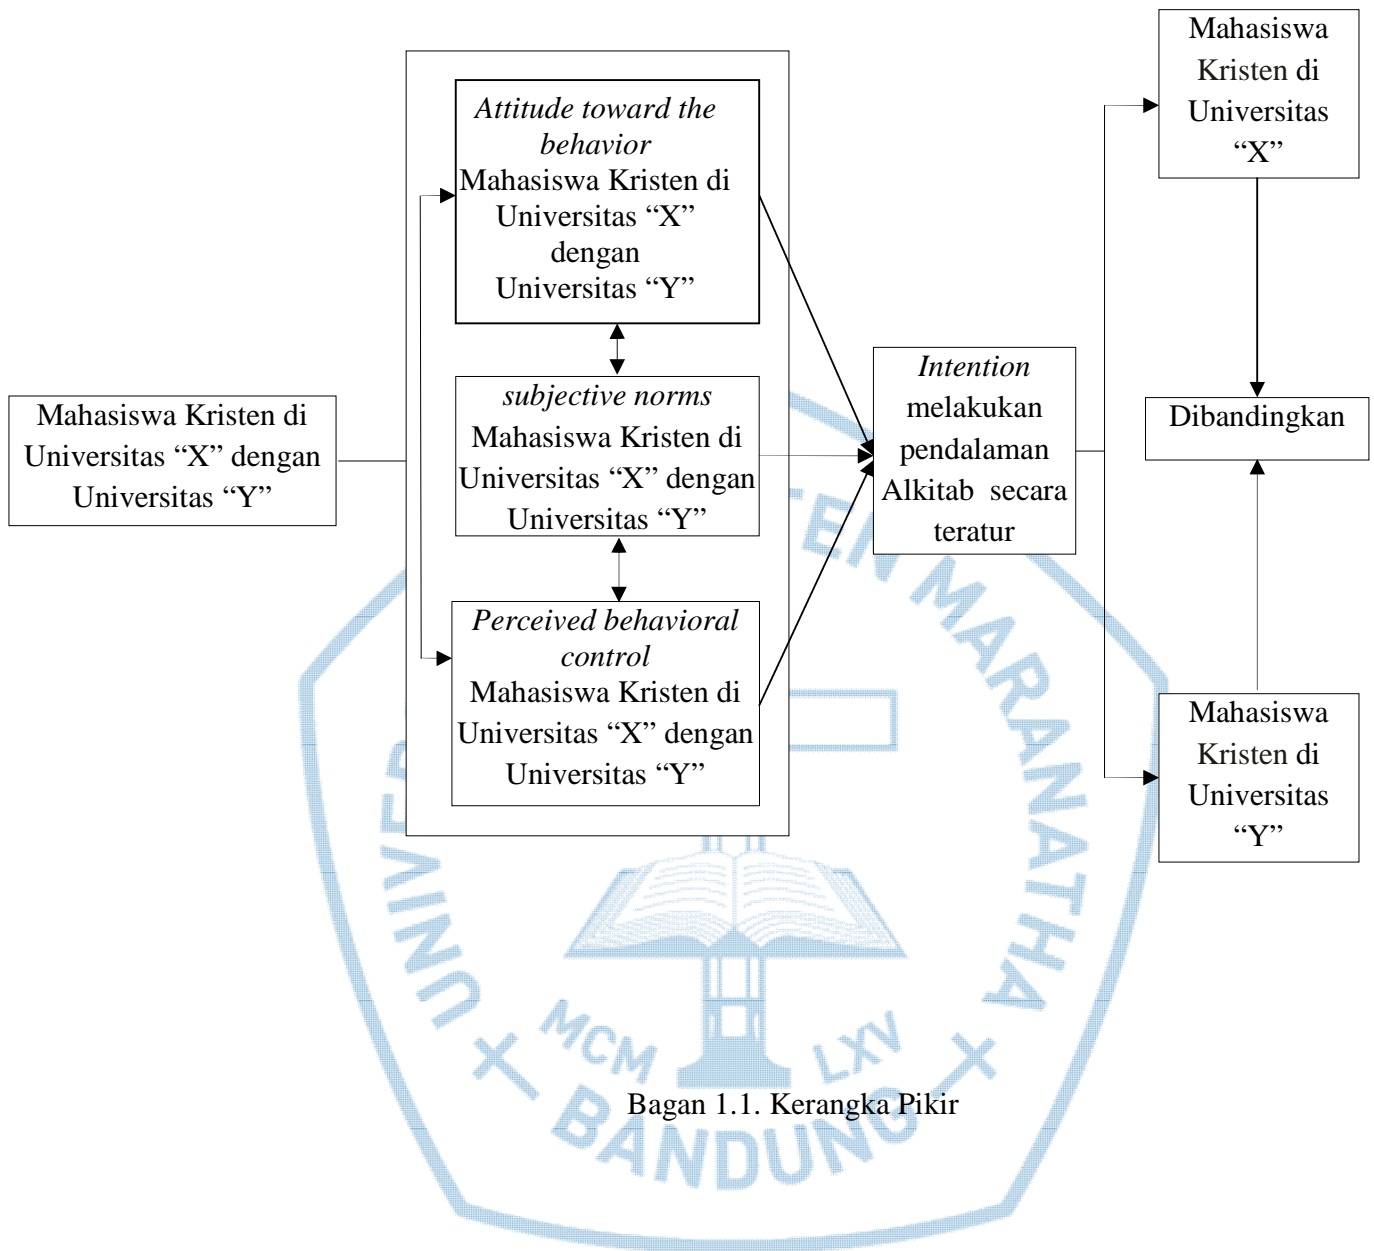 Mahasiswa Kristen di
Universitas “X” dengan
Universitas “Y”
Attitude toward the
behavior
Mahasiswa Kristen di
Universitas “X”
dengan
Universitas “Y”
subjective norms
Mahasiswa Kristen di
Universitas “X” dengan
Universitas “Y”
Perceived behavioral
control
Mahasiswa Kristen di
Universitas “X” dengan
Universitas “Y”
Intention
melakukan
pendalaman
Alkitab secara
teratur
Mahasiswa
Kristen di
Universitas
“X”
Dibandingkan
Mahasiswa
Kristen di
Universitas
“Y”
MCM
LXV
BANDUNG
Bagan 1.1. Kerangka Pikir